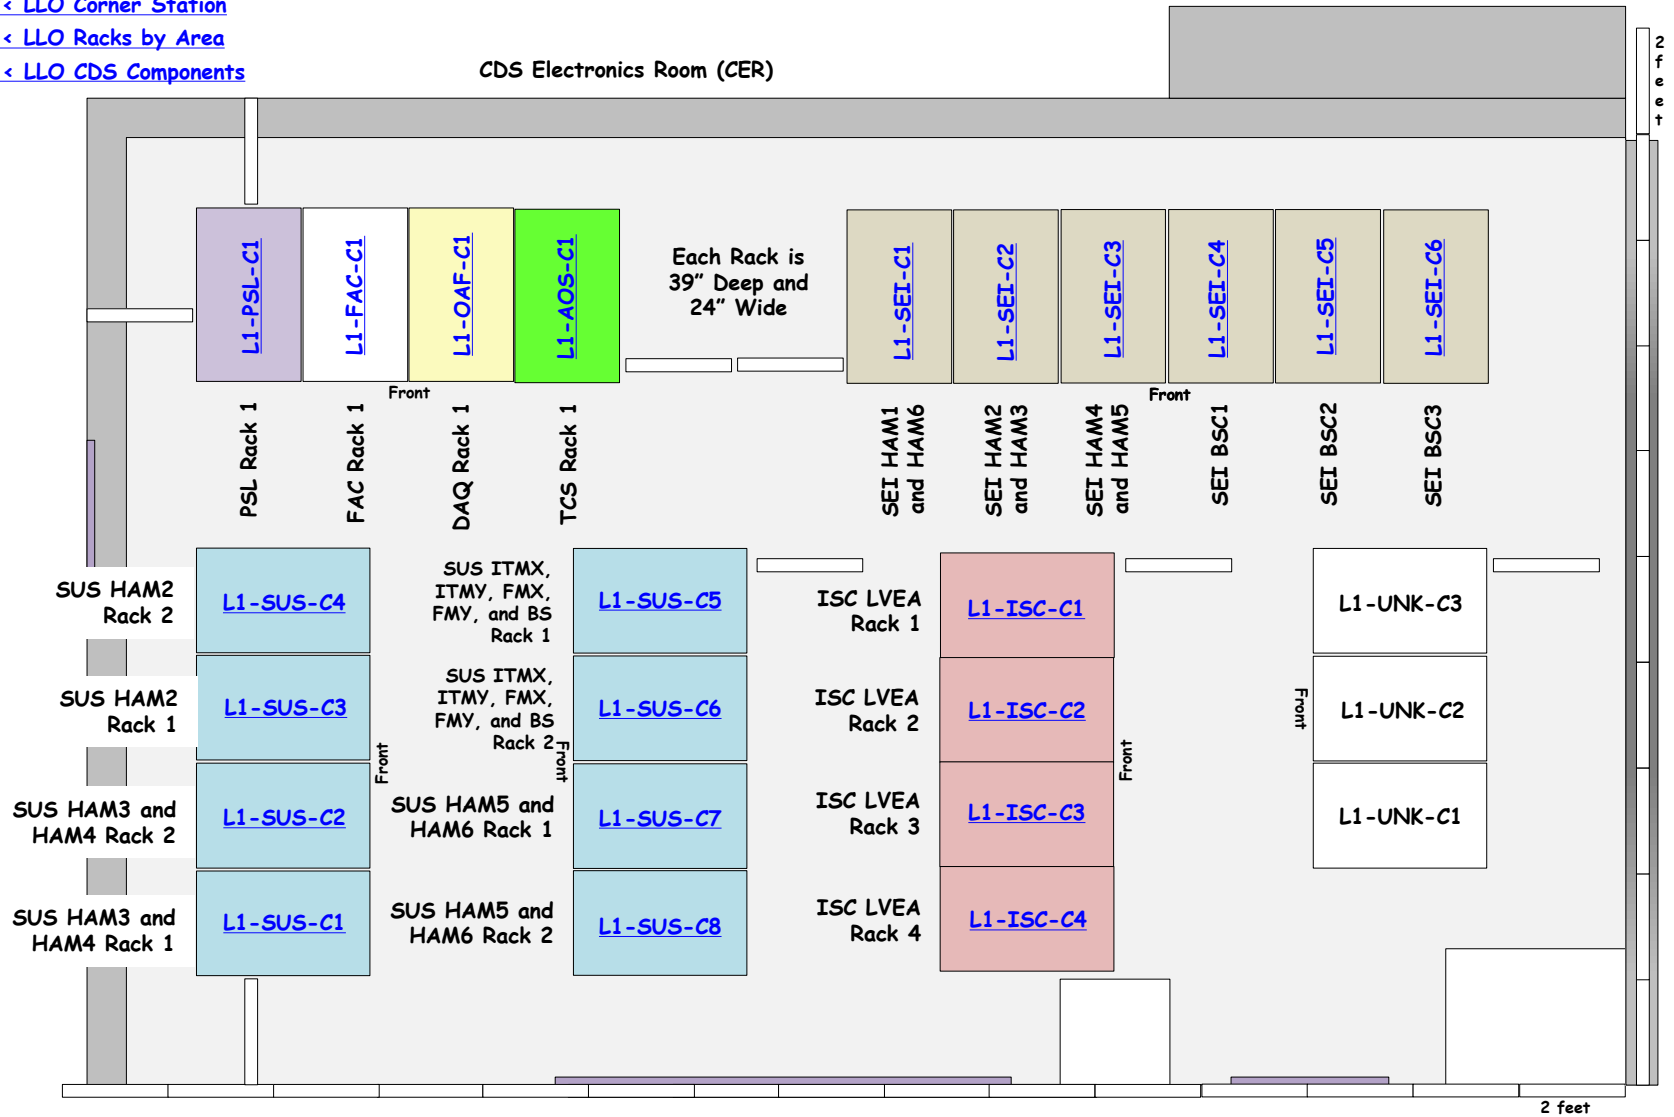 < LLO Corner Station
< LLO Racks by Area
< LLO CDS Components
CDS Electronics Room (CER)
2 feet
L1-PSL-C1
L1-FAC-C1
L1-OAF-C1
L1-AOS-C1
Each Rack is
39” Deep and
24” Wide
L1-SEI-C1
L1-SEI-C2
L1-SEI-C3
L1-SEI-C4
L1-SEI-C5
L1-SEI-C6
Front
Front
PSL Rack 1
FAC Rack 1
DAQ Rack 1
TCS Rack 1
SEI HAM1
and HAM6
SEI HAM2
and HAM3
SEI HAM4
and HAM5
SEI BSC1
SEI BSC2
SEI BSC3
SUS HAM2
Rack 2
L1-SUS-C4
SUS ITMX,
ITMY, FMX,
FMY, and BS
Rack 1
L1-SUS-C5
ISC LVEA
Rack 1
L1-ISC-C1
L1-UNK-C3
SUS HAM2
Rack 1
L1-SUS-C3
SUS ITMX,
ITMY, FMX,
FMY, and BS
Rack 2
L1-SUS-C6
ISC LVEA
Rack 2
L1-ISC-C2
Front
L1-UNK-C2
Front
Front
Front
SUS HAM3 and
HAM4 Rack 2
L1-SUS-C2
SUS HAM5 and
HAM6 Rack 1
L1-SUS-C7
ISC LVEA
Rack 3
L1-ISC-C3
L1-UNK-C1
SUS HAM3 and
HAM4 Rack 1
L1-SUS-C1
SUS HAM5 and
HAM6 Rack 2
L1-SUS-C8
ISC LVEA
Rack 4
L1-ISC-C4
2 feet